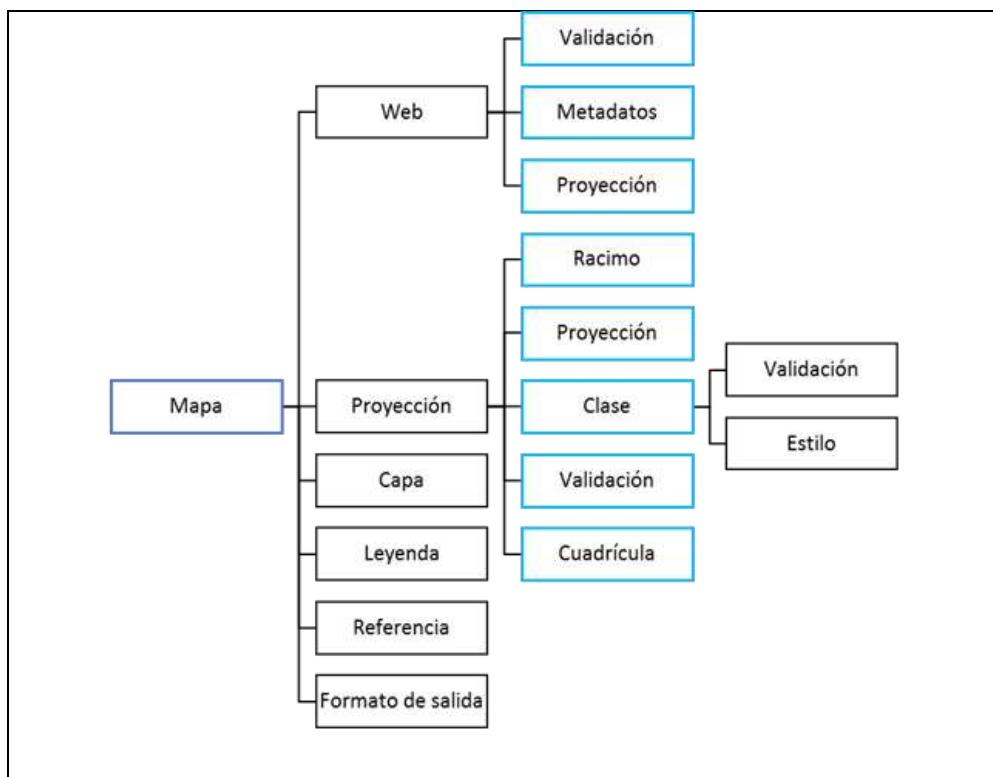 Validación
Web
Metadatos
Proyección
Racimo
Proyección
Validación
Mapa
Proyección
Clase
Estilo
Capa
Validación
Leyenda
Cuadrícula
Referencia
Formato de salida